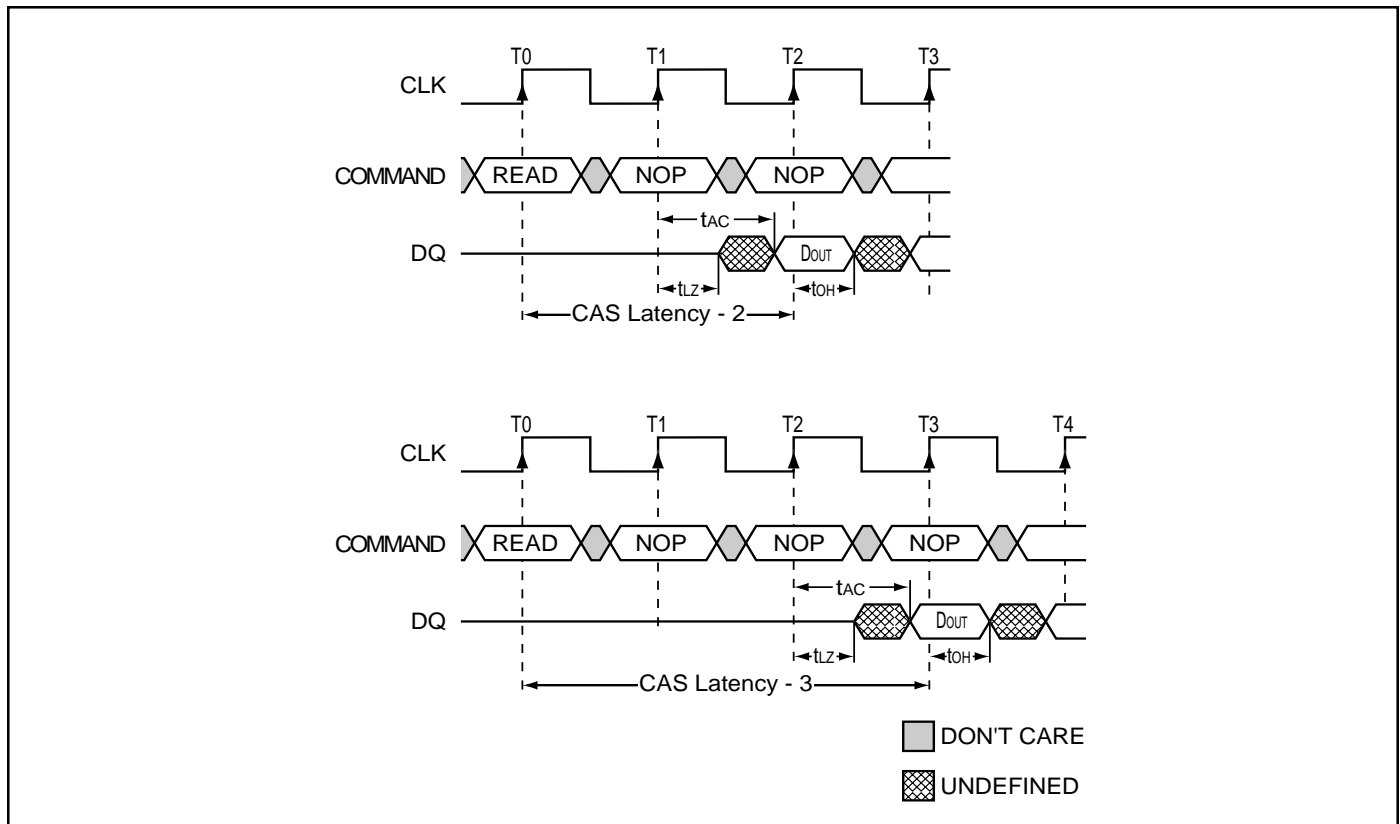 T0 T1 T2 T3
CLK
COMMAND READ NOP NOP
tAC
DQ DOUT
tLZ tOH
CAS Latency - 2
T0 T1 T2 T3 T4
CLK
COMMAND READ NOP NOP NOP
tAC
DQ DOUT
tLZ tOH
CAS Latency - 3
DON'T CARE
UNDEFINED